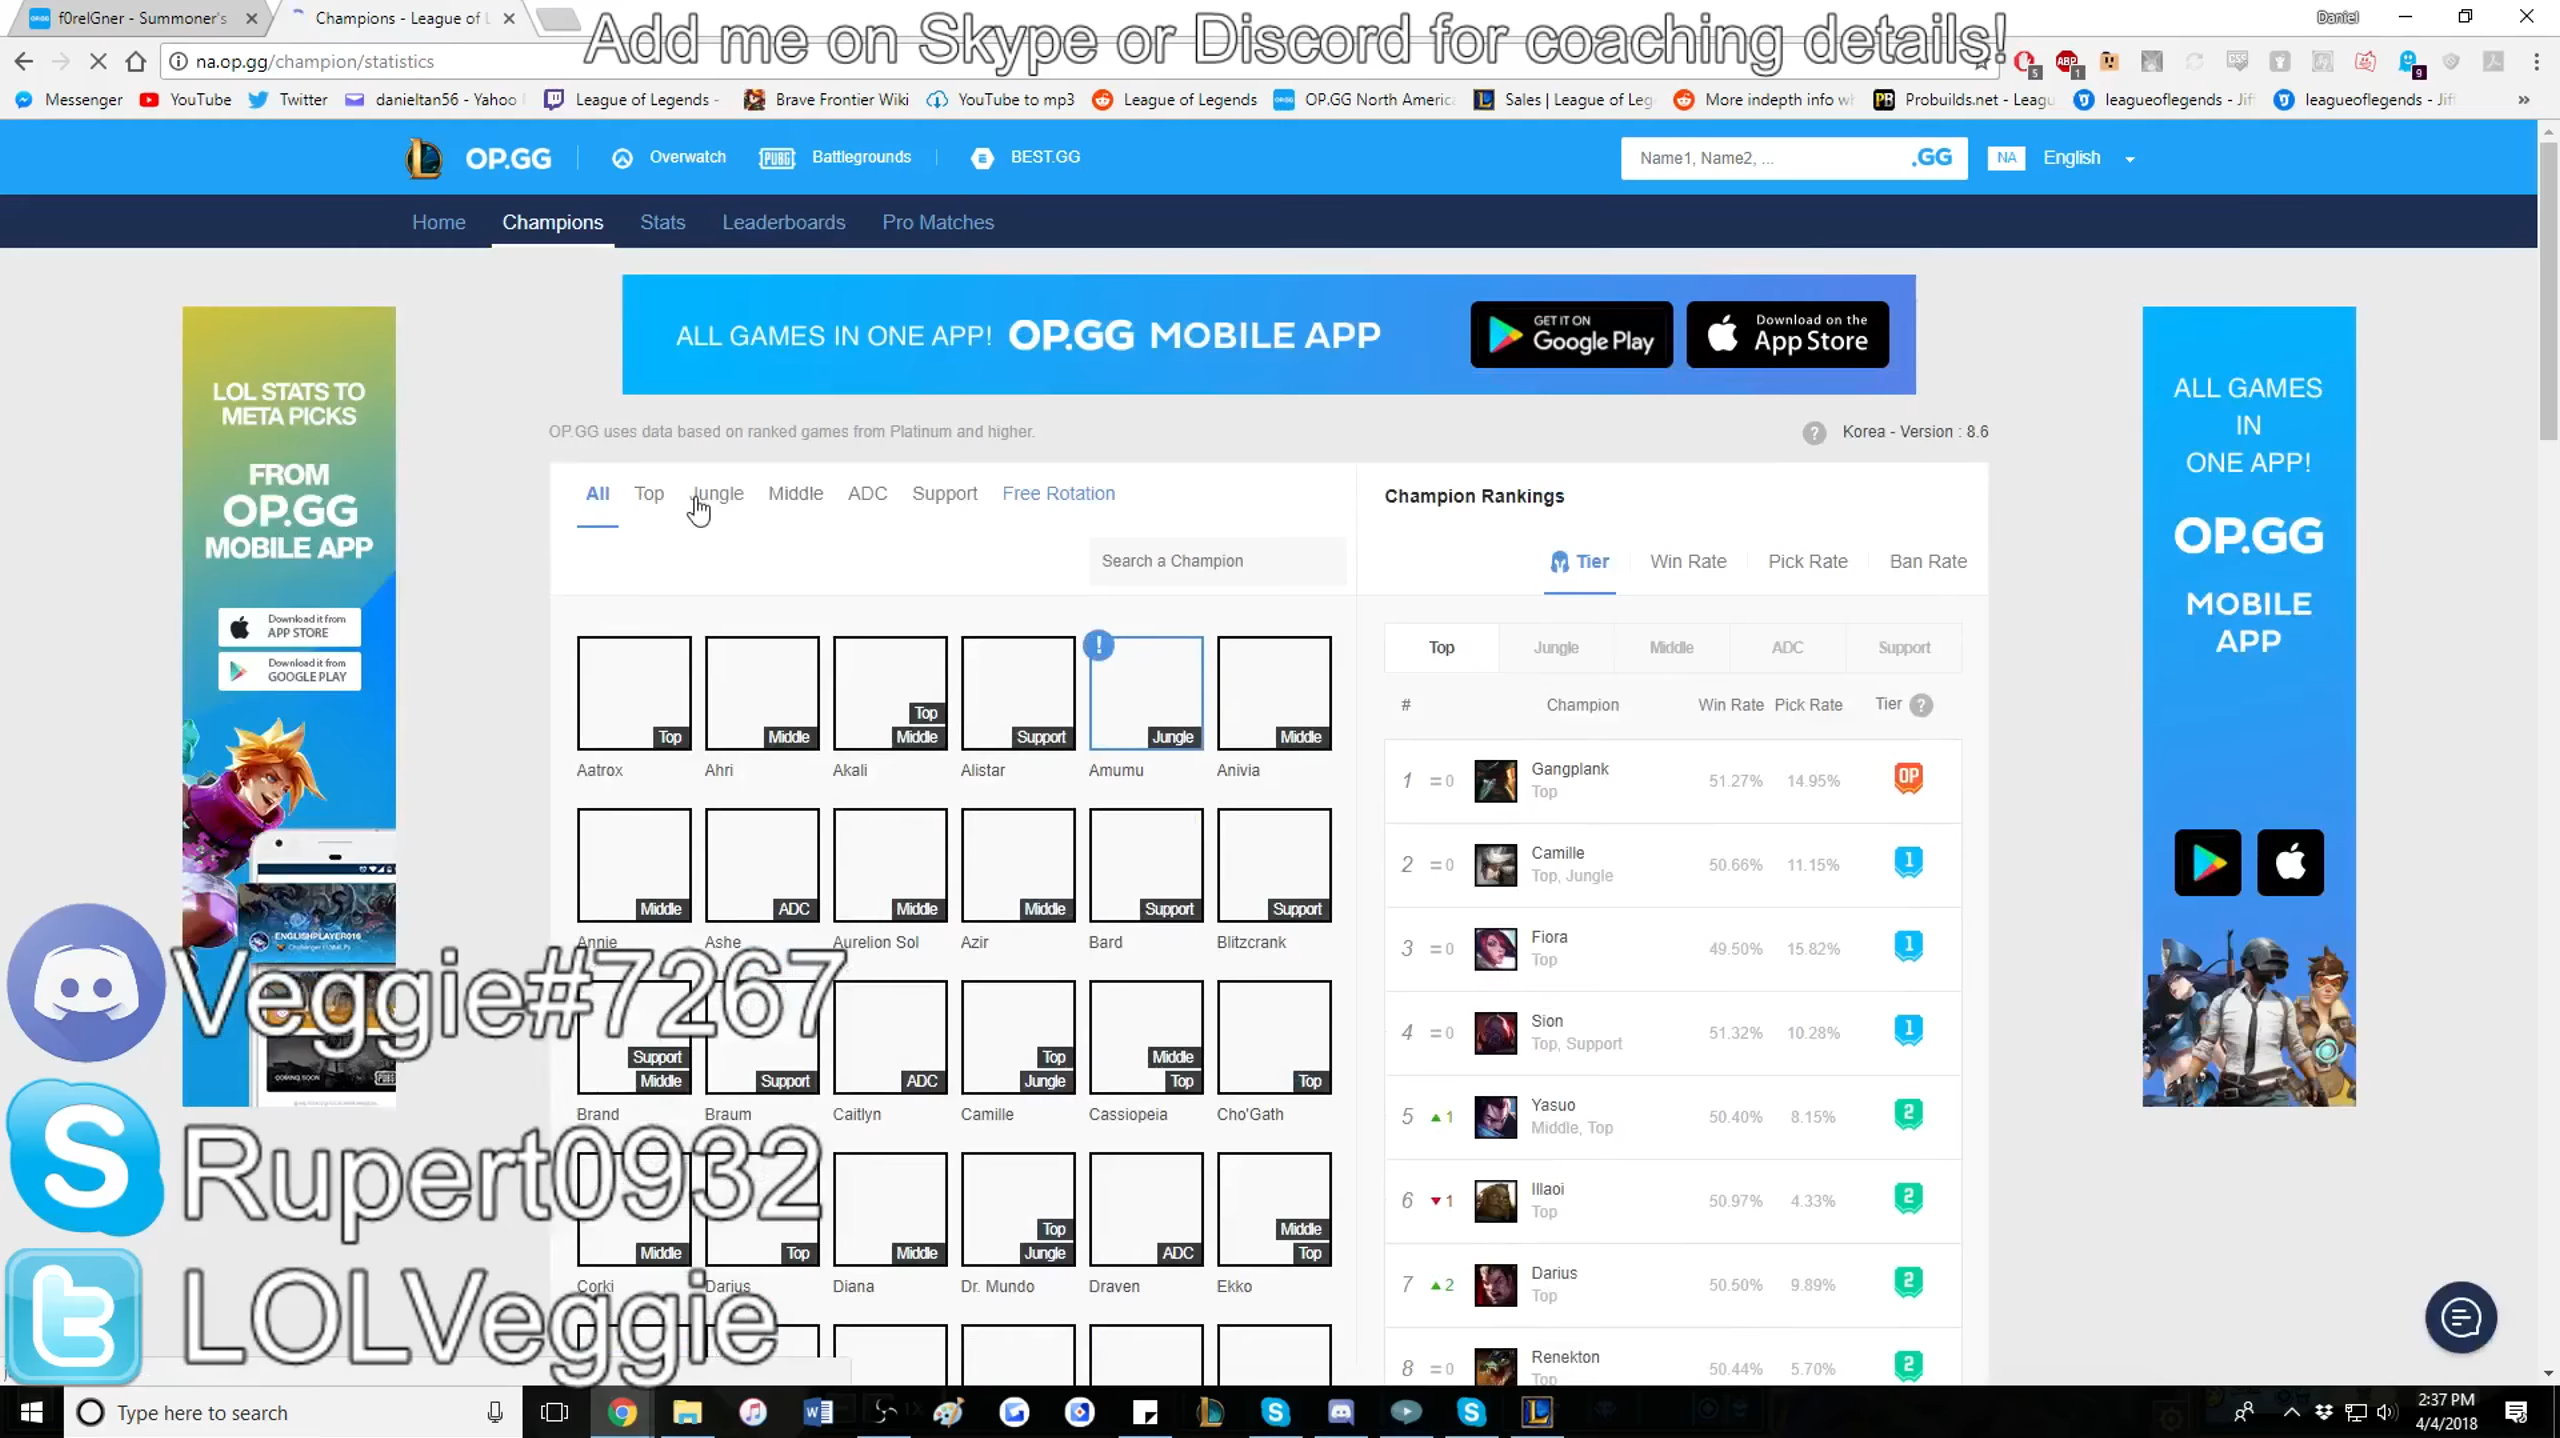 f0relGner - Summoner's
Champions - League of L
Daniel
Add me on Skype or Discord for coaching details!
na.op.gg/champion/statistics
Messenger YouTube Twitter danieltan56 - Yahoo League of Legends - Brave Frontier Wiki YouTube to mp3 League of Legends OP.GG North America Sales | League of Leg More indepth info w Probuilds.net - Leagu leagueoflegends - Jif leagueoflegends - Jif
OP.GG Overwatch PUBG Battlegrounds BEST.GG Name1, Name2, ... .GG NA English
Home Champions Stats Leaderboards Pro Matches
ALL GAMES IN ONE APP! OP.GG MOBILE APP GET IT ON Google Play Download on the App Store
LOL STATS TO
META PICKS
FROM
OP.GG
MOBILE APP
Download it from
APP STORE
Download it from
GOOGLE PLAY
ENGLISHPLAYER016
COMING SOON
ALL GAMES
IN
ONE APP!
OP.GG
MOBILE
APP
OP.GG uses data based on ranked games from Platinum and higher.
? Korea - Version : 8.6
All Top Jungle Middle ADC Support Free Rotation
Search a Champion
Top Middle Top Middle Support ! Jungle Middle
Aatrox Ahri Akali Alistar Amumu Anivia
Middle ADC Middle Middle Support Support
Annie Ashe Aurelion Sol Azir Bard Blitzcrank
Support Middle Support ADC Top Jungle Middle Top Top
Brand Braum Caitlyn Camille Cassiopeia Cho'Gath
Middle Top Middle Top Jungle ADC Middle Top
Corki Darius Diana Dr. Mundo Draven Ekko
Champion Rankings
Tier Win Rate Pick Rate Ban Rate
Top Jungle Middle ADC Support
# Champion Win Rate Pick Rate Tier ?
1 = 0 Gangplank 51.27% 14.95% OP
Top
2 = 0 Camille 50.66% 11.15% 1
Top, Jungle
3 = 0 Fiora 49.50% 15.82% 1
Top
4 = 0 Sion 51.32% 10.28% 1
Top, Support
5 ▲ 1 Yasuo 50.40% 8.15% 2
Middle, Top
6 ▼ 1 Illaoi 50.97% 4.33% 2
Top
7 ▲ 2 Darius 50.50% 9.89% 2
Top
8 = 0 Renekton 50.44% 5.70% 2
Top
Veggie#7267
Rupert0932
LOLVeggie
Type here to search
2:37 PM
4/4/2018